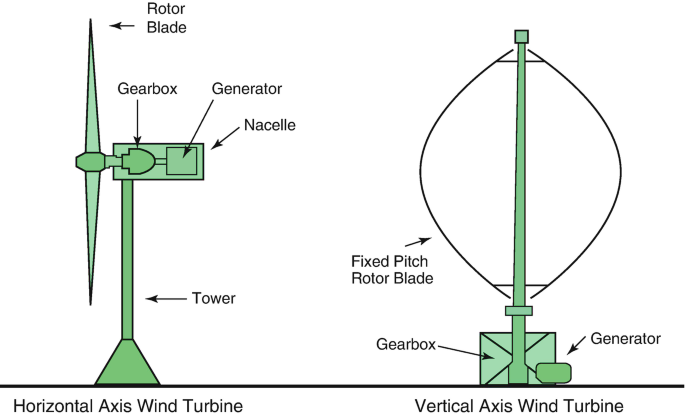 Rotor
Blade
Gearbox
Generator
Nacelle
Tower
Horizontal Axis Wind Turbine
Fixed Pitch
Rotor Blade
Gearbox
Generator
Vertical Axis Wind Turbine